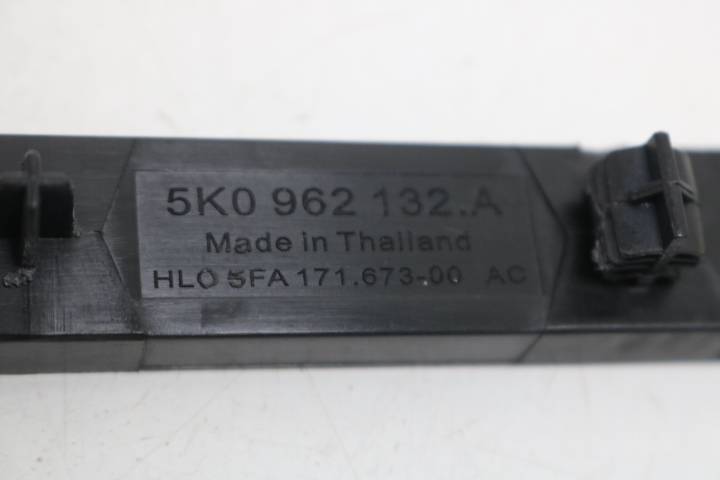 5K0 962 132.A
Made in Thailand
HLO 5FA 171.673-00 AC